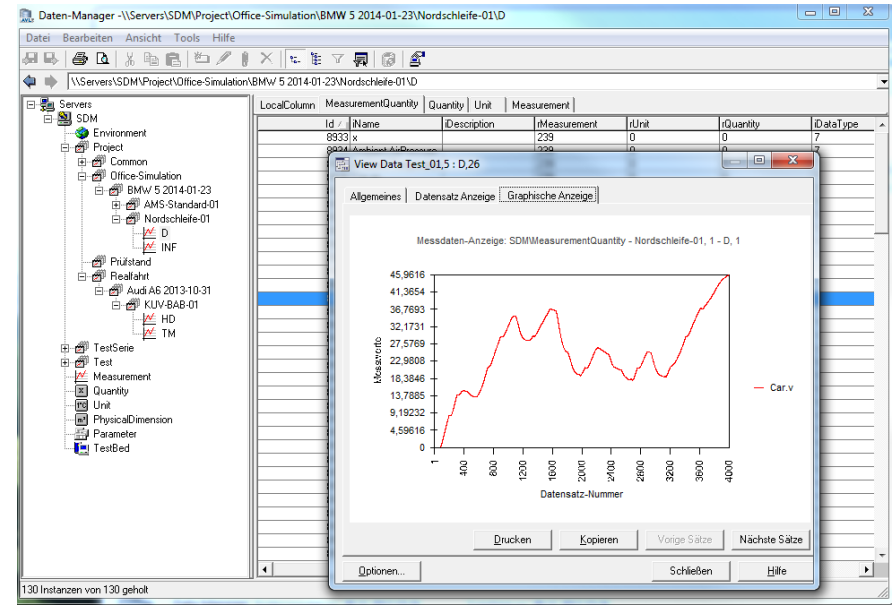 Daten-Manager -\\Servers\SDM\Project\Office-Simulation\BMW 5 2014-01-23\Nordschleife-01\D
Datei Bearbeiten Ansicht Tools Hilfe
\\Servers\SDM\Project\Office-Simulation\BMW 5 2014-01-23\Nordschleife-01\D
Servers
SDM
Environment
Project
Common
Office-Simulation
BMW 5 2014-01-23
AMS-Standard-01
Nordschleife-01
D
INF
Prüfstand
Realfahrt
Audi A6 2013-10-31
KUV-BAB-01
HD
TM
TestSerie
Test
Measurement
Quantity
Unit
PhysicalDimension
Parameter
TestBed
LocalColumn MeasurementQuantity Quantity Unit Measurement
Id iName iDescription rMeasurement rUnit rQuantity iDataType
8933 x 239 0 0 7
8934 Ambient.AirPressure 239 0 0 7
View Data Test_01,5 : D,26
Allgemeines Datensatz Anzeige Graphische Anzeige
Messdaten-Anzeige: SDM\MeasurementQuantity - Nordschleife-01, 1 - D, 1
Messwerte
45,9616
41,3654
36,7693
32,1731
27,5769
22,9808
18,3846
13,7885
9,19232
4,59616
0
Car.v
1 400 800 1200 1600 2000 2400 2800 3200 3600 4000
Datensatz-Nummer
Drucken Kopieren Vorige Sätze Nächste Sätze
Optionen... Schließen Hilfe
130 Instanzen von 130 geholt